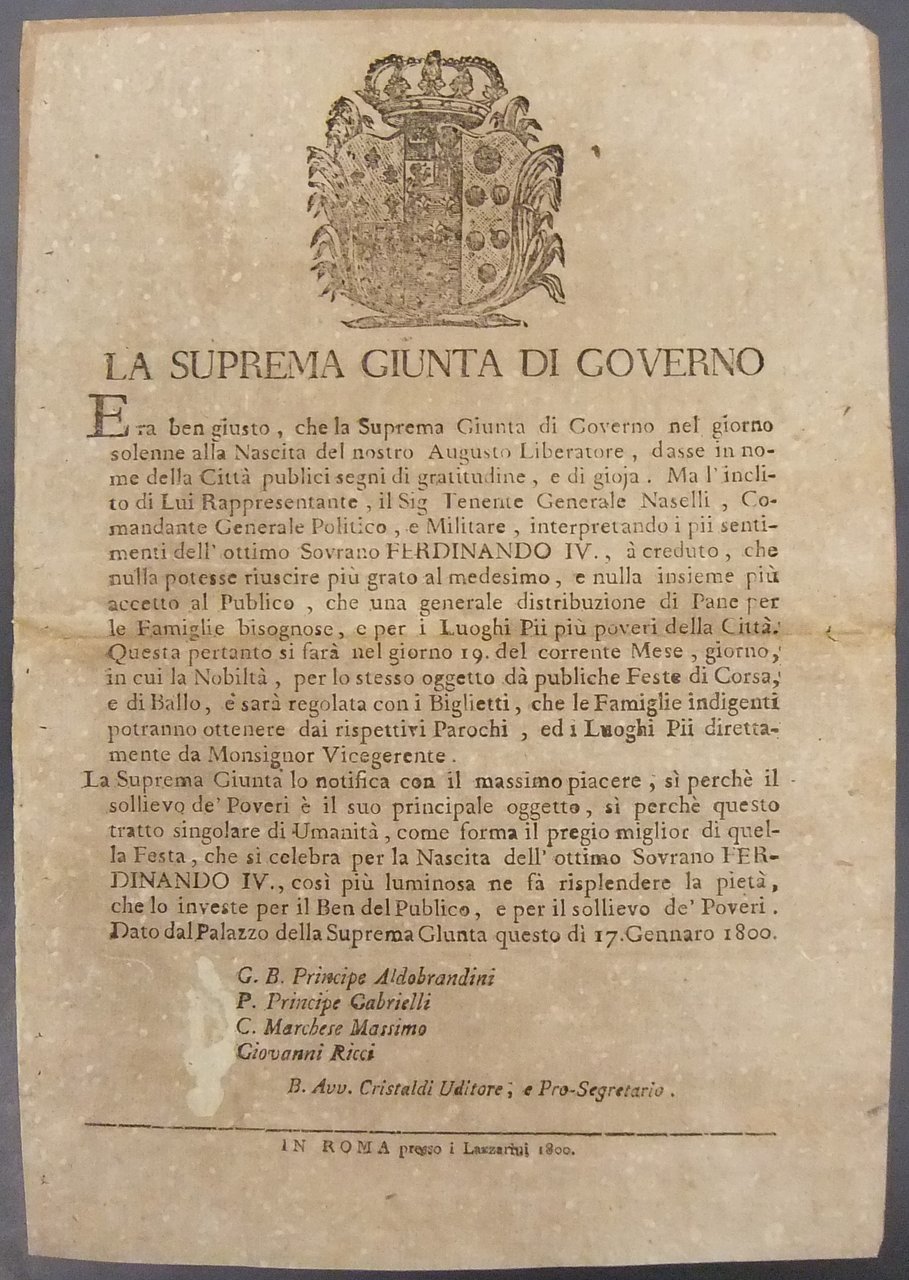 LA SUPREMA GIUNTA DI GOVERNO
Era ben giusto, che la Suprema Giunta di Governo nel giorno
solenne alla Nascita del nostro Augusto Liberatore, dasse in no-
me della Città publici segni di gratitudine, e di gioja. Ma l'incli-
to di Lui Rappresentante, il Sig Tenente Generale Naselli, Co-
mandante Generale Politico, e Militare, interpretando i pii senti-
menti dell' ottimo Sovrano FERDINANDO IV., à creduto, che
nulla potesse riuscire più grato al medesimo, e nulla insieme più
accetto al Publico, che una generale distribuzione di Pane per
le Famiglie bisognose, e per i Luoghi Pii più poveri della Città.
Questa pertanto si farà nel giorno 19. del corrente Mese, giorno,
in cui la Nobiltà, per lo stesso oggetto dà publiche Feste di Corsa,
e di Ballo, è sarà regolata con i Biglietti, che le Famiglie indigenti
potranno ottenere dai rispettivi Parochi, ed i Luoghi Pii diretta-
mente da Monsignor Vicegerente.
La Suprema Giunta lo notifica con il massimo piacere, sì perchè il
sollievo de' Poveri è il suo principale oggetto, sì perchè questo
tratto singolare di Umanità, come forma il pregio miglior di quel-
la Festa, che si celebra per la Nascita dell' ottimo Sovrano FER-
DINANDO IV., così più luminosa ne fà risplendere la pietà,
che lo investe per il Ben del Publico, e per il sollievo de' Poveri.
Dato dal Palazzo della Suprema GIunta questo dì 17. Gennaro 1800.
G. B. Principe Aldobrandini
P. Principe Gabrielli
C. Marchese Massimo
Giovanni Ricci
B. Avv. Cristaldi Uditore, e Pro-Segretario.
IN ROMA presso i Lazzarini 1800.